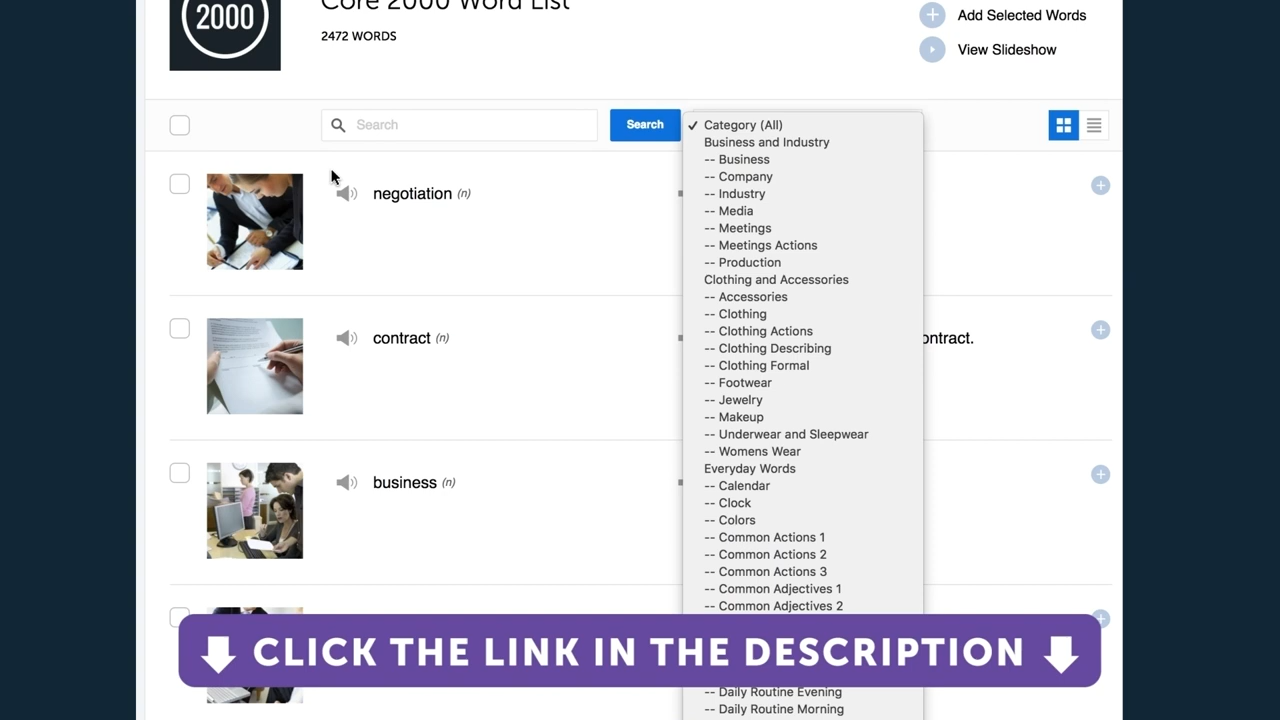 2000
Core 2000 Word List
2472 WORDS
Add Selected Words
View Slideshow
Search
Search
✓ Category (All)
Business and Industry
-- Business
-- Company
-- Industry
-- Media
-- Meetings
-- Meetings Actions
-- Production
Clothing and Accessories
-- Accessories
-- Clothing
-- Clothing Actions
-- Clothing Describing
-- Clothing Formal
-- Footwear
-- Jewelry
-- Makeup
-- Underwear and Sleepwear
-- Womens Wear
Everyday Words
-- Calendar
-- Clock
-- Colors
-- Common Actions 1
-- Common Actions 2
-- Common Actions 3
-- Common Adjectives 1
-- Common Adjectives 2
-- Daily Routine Evening
-- Daily Routine Morning
negotiation (n)
contract (n)
ontract.
business (n)
CLICK THE LINK IN THE DESCRIPTION